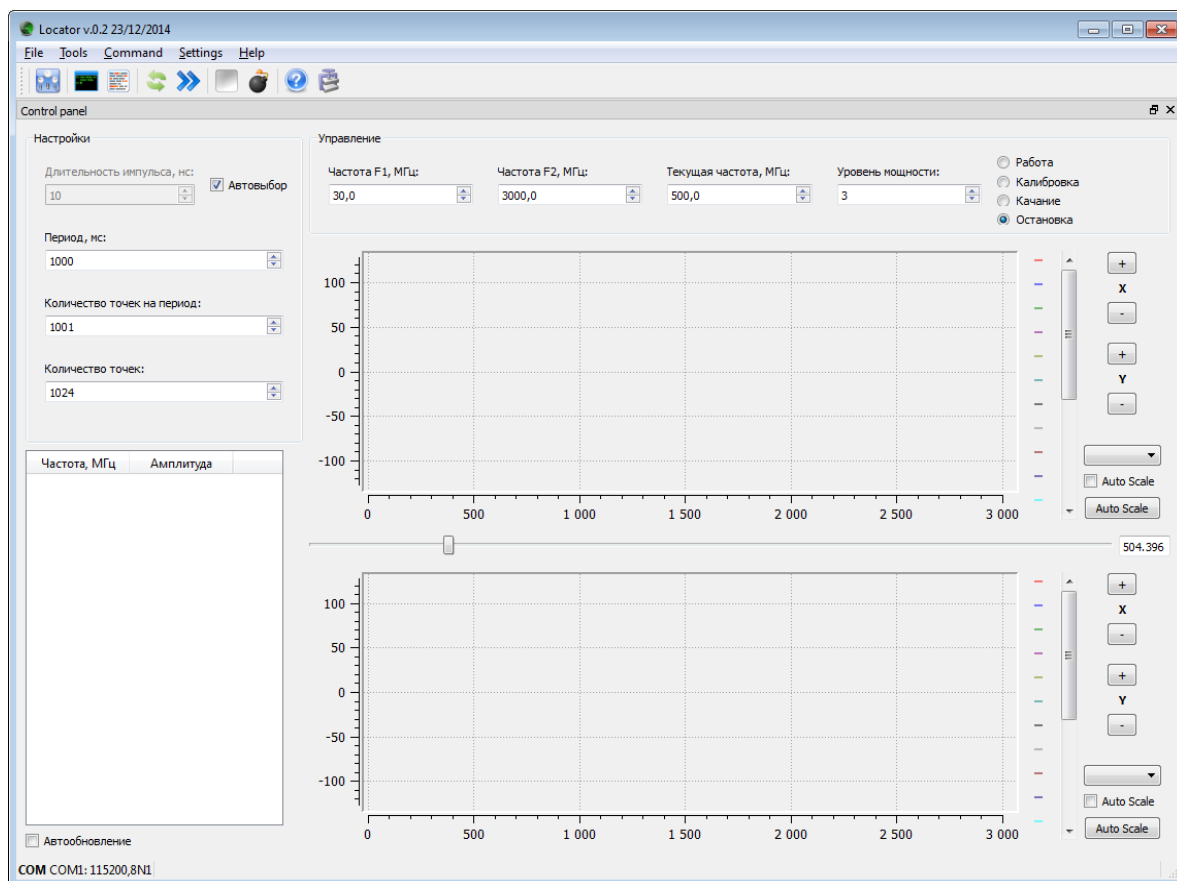 Locator v.0.2 23/12/2014
File Tools Command Settings Help
Control panel
Настройки
Длительность импульса, нс:
10
Автовыбор
Период, мс:
1000
Количество точек на период:
1001
Количество точек:
1024
Управление
Частота F1, МГц: Частота F2, МГц: Текущая частота, МГц: Уровень мощности:
30,0 3000,0 500,0 3
Работа
Калибровка
Качание
Остановка
Частота, МГц Амплитуда
100
50
0
-50
-100
0 500 1 000 1 500 2 000 2 500 3 000
+
X
-
+
Y
-
Auto Scale
Auto Scale
504.396
100
50
0
-50
-100
0 500 1 000 1 500 2 000 2 500 3 000
+
X
-
+
Y
-
Auto Scale
Auto Scale
Автообновление
COM COM1: 115200,8N1